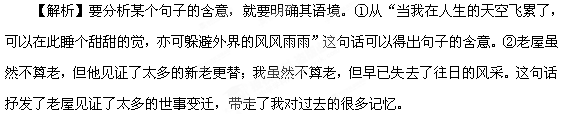 【解析】要分析某个句子的含意，就要明确其语境。①从“当我在人生的天空飞累了，
可以在此睡个甜甜的觉，亦可躲避外界的风风雨雨”这句话可以得出句子的含意。②老屋虽
然不算老，但他见证了太多的新老更替；我虽然不算老，但早已失去了往日的风采。这句话
抒发了老屋见证了太多的世事变迁，带走了我对过去的很多记忆。